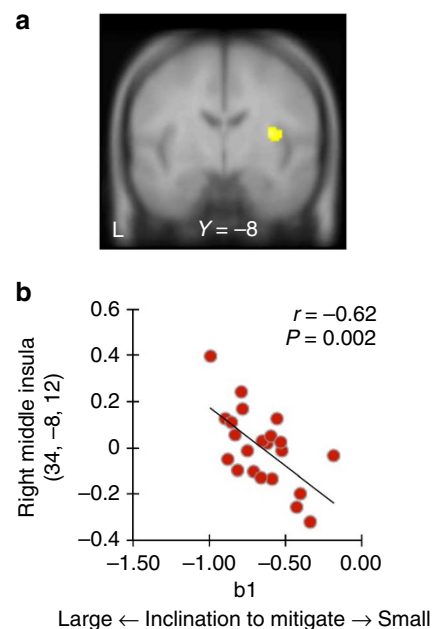 a
L
Y = –8
b
r = –0.62
P = 0.002
Right middle insula
(34, –8, 12)
0.6
0.4
0.2
0
–0.2
–0.4
–1.50 –1.00 –0.50 0.00
b1
Large ← Inclination to mitigate → Small